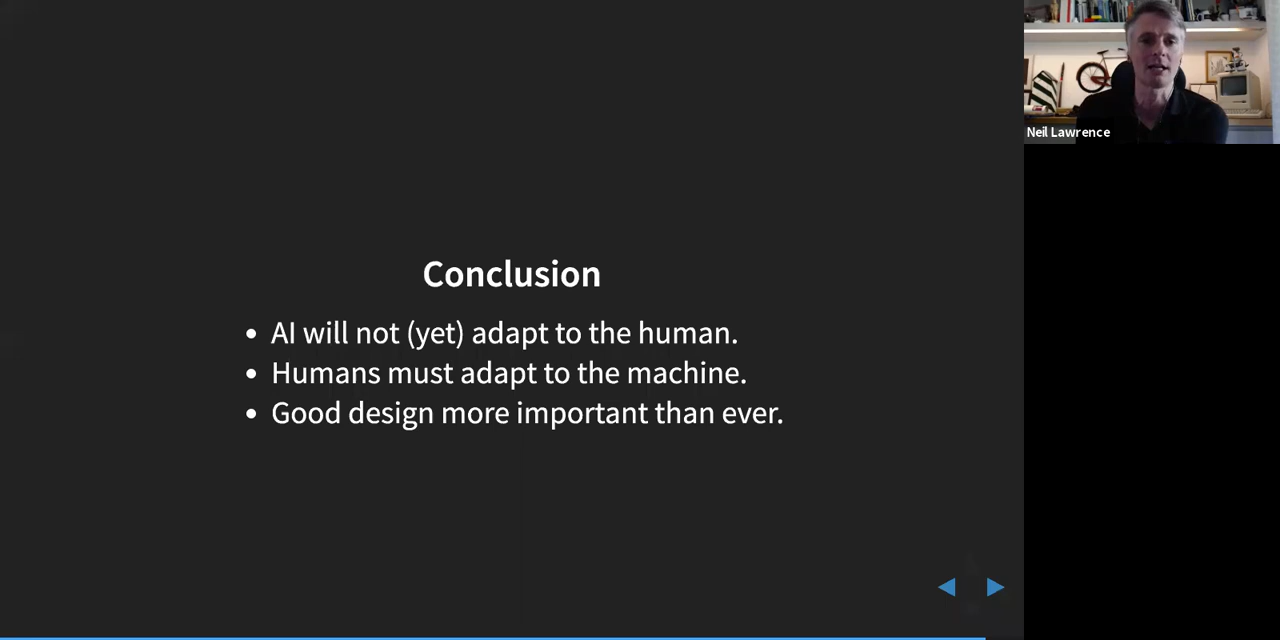 Conclusion
• AI will not (yet) adapt to the human.
• Humans must adapt to the machine.
• Good design more important than ever.
Neil Lawrence